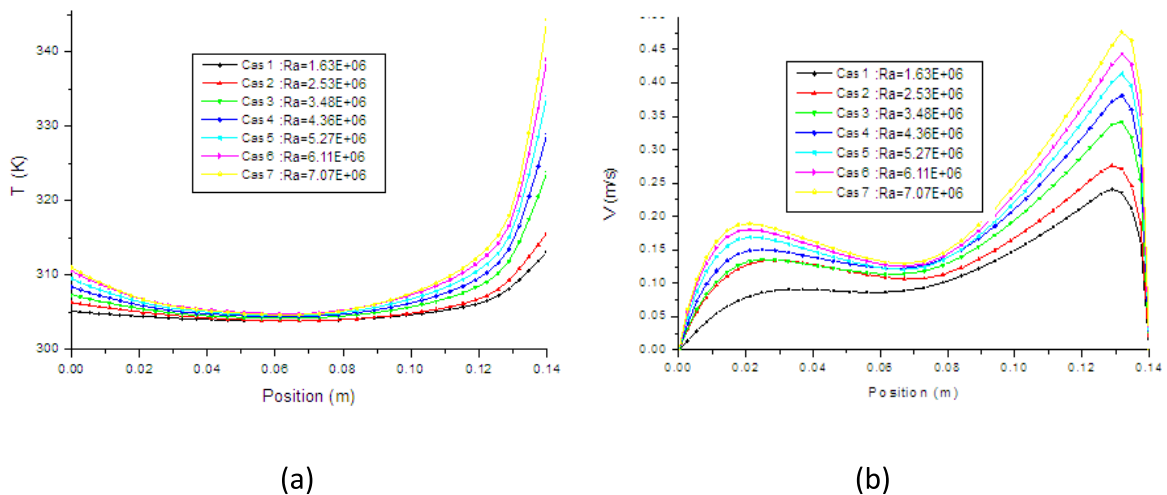 345
340
335
330
325
320
315
310
305
300
T (K)
Cas 1 :Ra=1.63E+06
Cas 2 :Ra=2.53E+06
Cas 3 :Ra=3.48E+06
Cas 4 :Ra=4.36E+06
Cas 5 :Ra=5.27E+06
Cas 6 :Ra=6.11E+06
Cas 7 :Ra=7.07E+06
0.00 0.02 0.04 0.06 0.08 0.10 0.12 0.14
Position (m)
(a)
0.45
0.40
0.35
0.30
0.25
0.20
0.15
0.10
0.05
0.00
V (m/s)
Cas 1 :Ra=1.63E+06
Cas 2 :Ra=2.53E+06
Cas 3 :Ra=3.48E+06
Cas 4 :Ra=4.36E+06
Cas 5 :Ra=5.27E+06
Cas 6 :Ra=6.11E+06
Cas 7 :Ra=7.07E+06
0.00 0.02 0.04 0.06 0.08 0.10 0.12 0.14
Position (m)
(b)